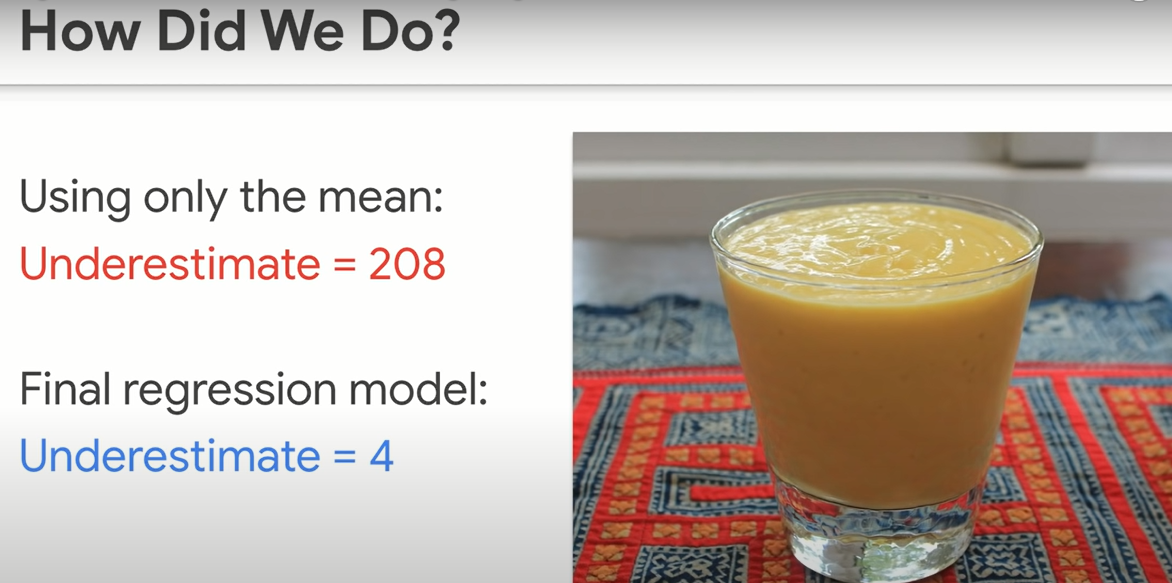 How Did We Do?
Using only the mean:
Underestimate = 208
Final regression model:
Underestimate = 4